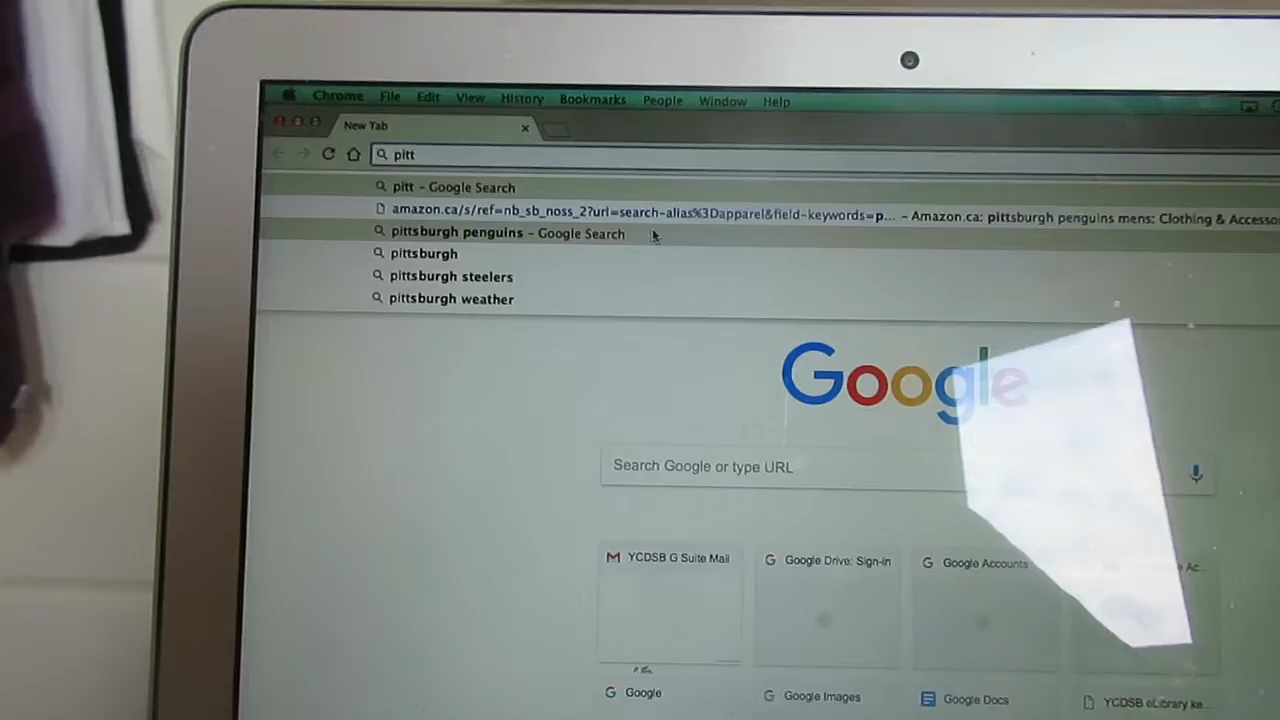 Chrome File Edit View History Bookmarks People Window Help
New Tab
pitt
pitt - Google Search
amazon.ca/s/ref=nb_sb_noss_2?url=search-alias%3Dapparel&field-keywords=p... - Amazon.ca: pittsburgh penguins mens: Clothing & Accesso
pittsburgh penguins - Google Search
pittsburgh
pittsburgh steelers
pittsburgh weather
Google
Search Google or type URL
YCDSB G Suite Mail Google Drive: Sign-in Google Accounts Ac...
Google Google Images Google Docs YCDSB eLibrary ke...